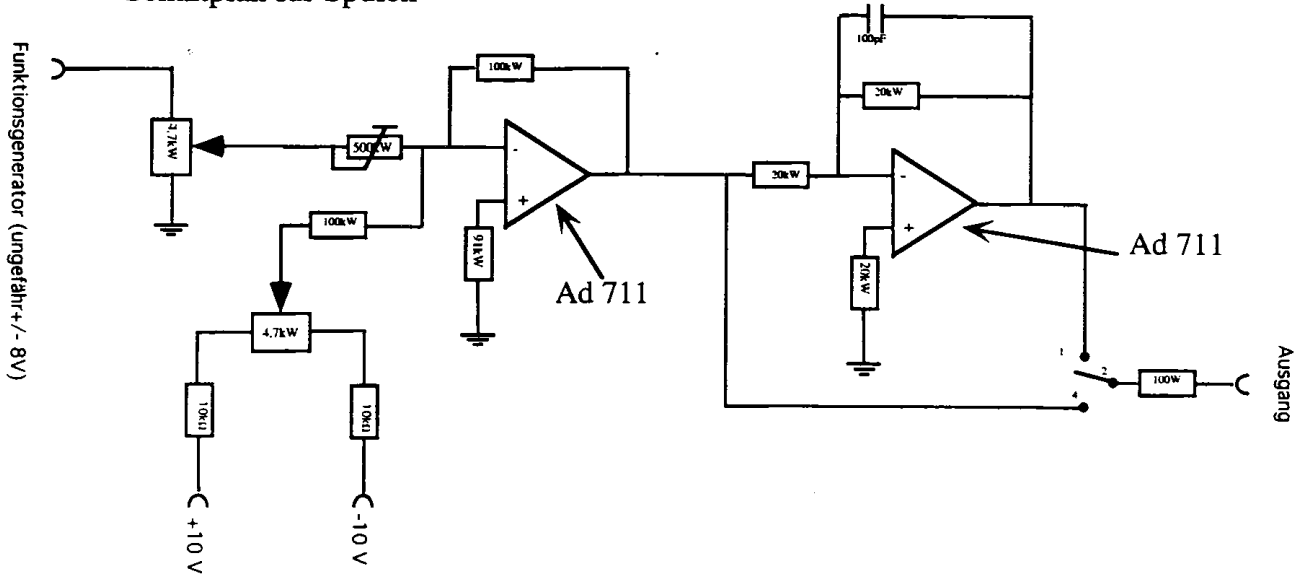 100pF
100kW
20kW
Funktionsgenerator (ungefähr+/- 8V)
4.7kW
500kW
-
+
20kW
-
+
100kW
91kW
20kW
Ad 711
Ad 711
4.7kW
10kΩ
10kΩ
1
2
4
100W
Ausgang
+10 V
-10 V